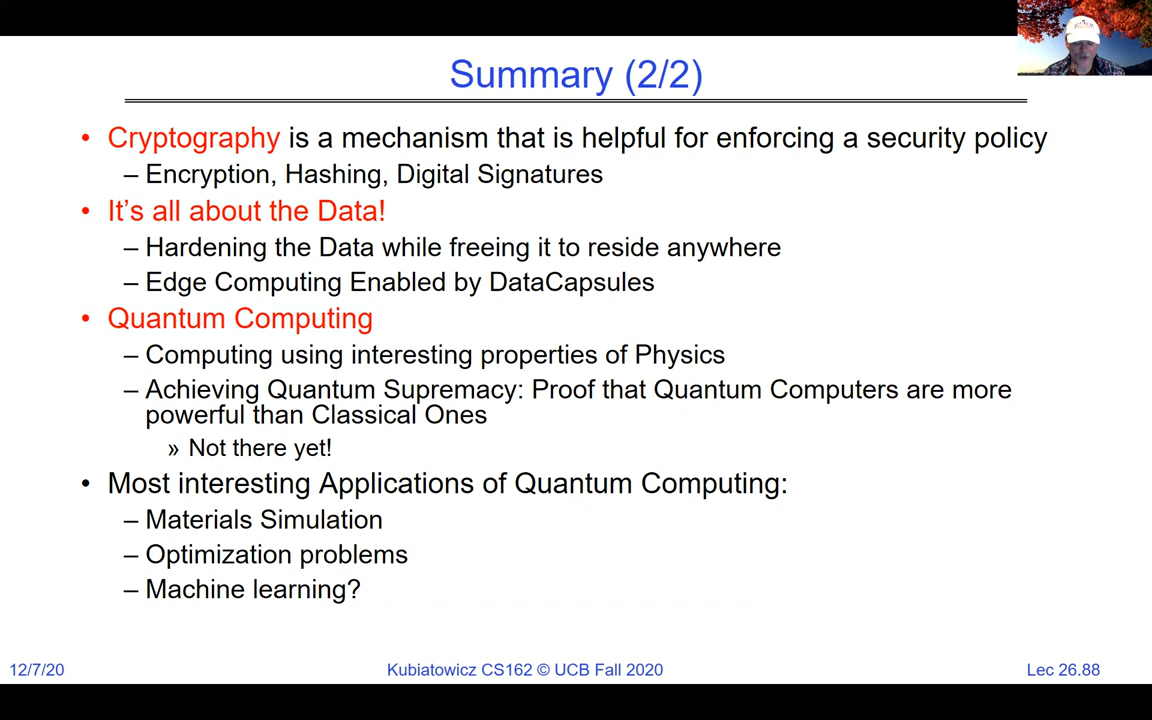 Summary (2/2)
• Cryptography is a mechanism that is helpful for enforcing a security policy
– Encryption, Hashing, Digital Signatures
• It's all about the Data!
– Hardening the Data while freeing it to reside anywhere
– Edge Computing Enabled by DataCapsules
• Quantum Computing
– Computing using interesting properties of Physics
– Achieving Quantum Supremacy: Proof that Quantum Computers are more
powerful than Classical Ones
» Not there yet!
• Most interesting Applications of Quantum Computing:
– Materials Simulation
– Optimization problems
– Machine learning?
12/7/20
Kubiatowicz CS162 © UCB Fall 2020
Lec 26.88